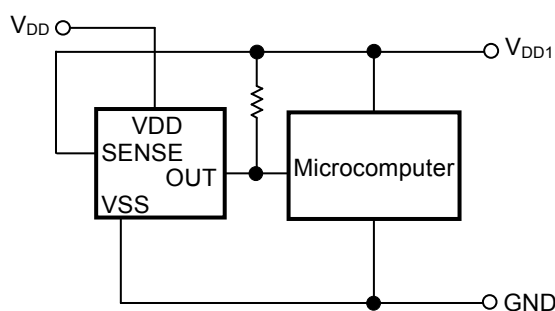 VDD
VDD1
VDD
SENSE
OUT
Microcomputer
VSS
GND